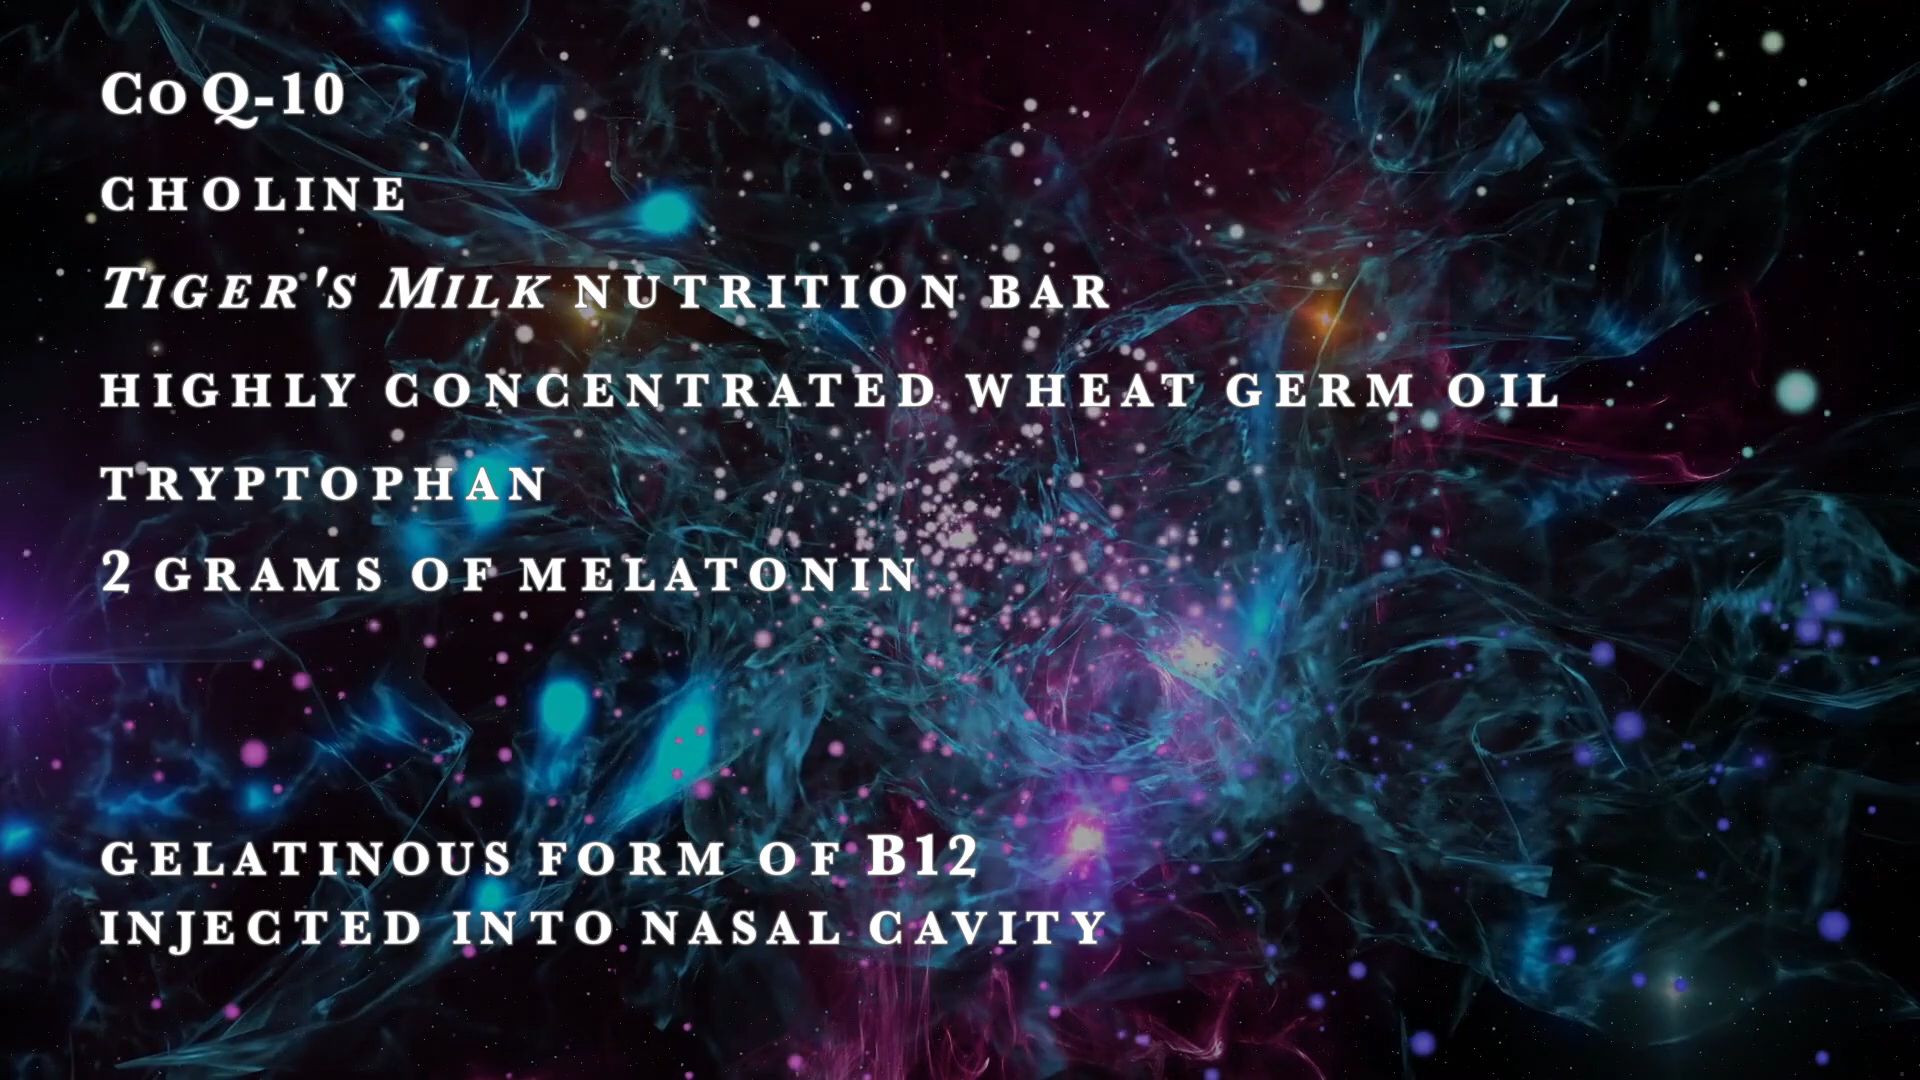 Co Q-10
CHOLINE
TIGER'S MILK NUTRITION BAR
HIGHLY CONCENTRATED WHEAT GERM OIL
TRYPTOPHAN
2 GRAMS OF MELATONIN
GELATINOUS FORM OF B12
INJECTED INTO NASAL CAVITY